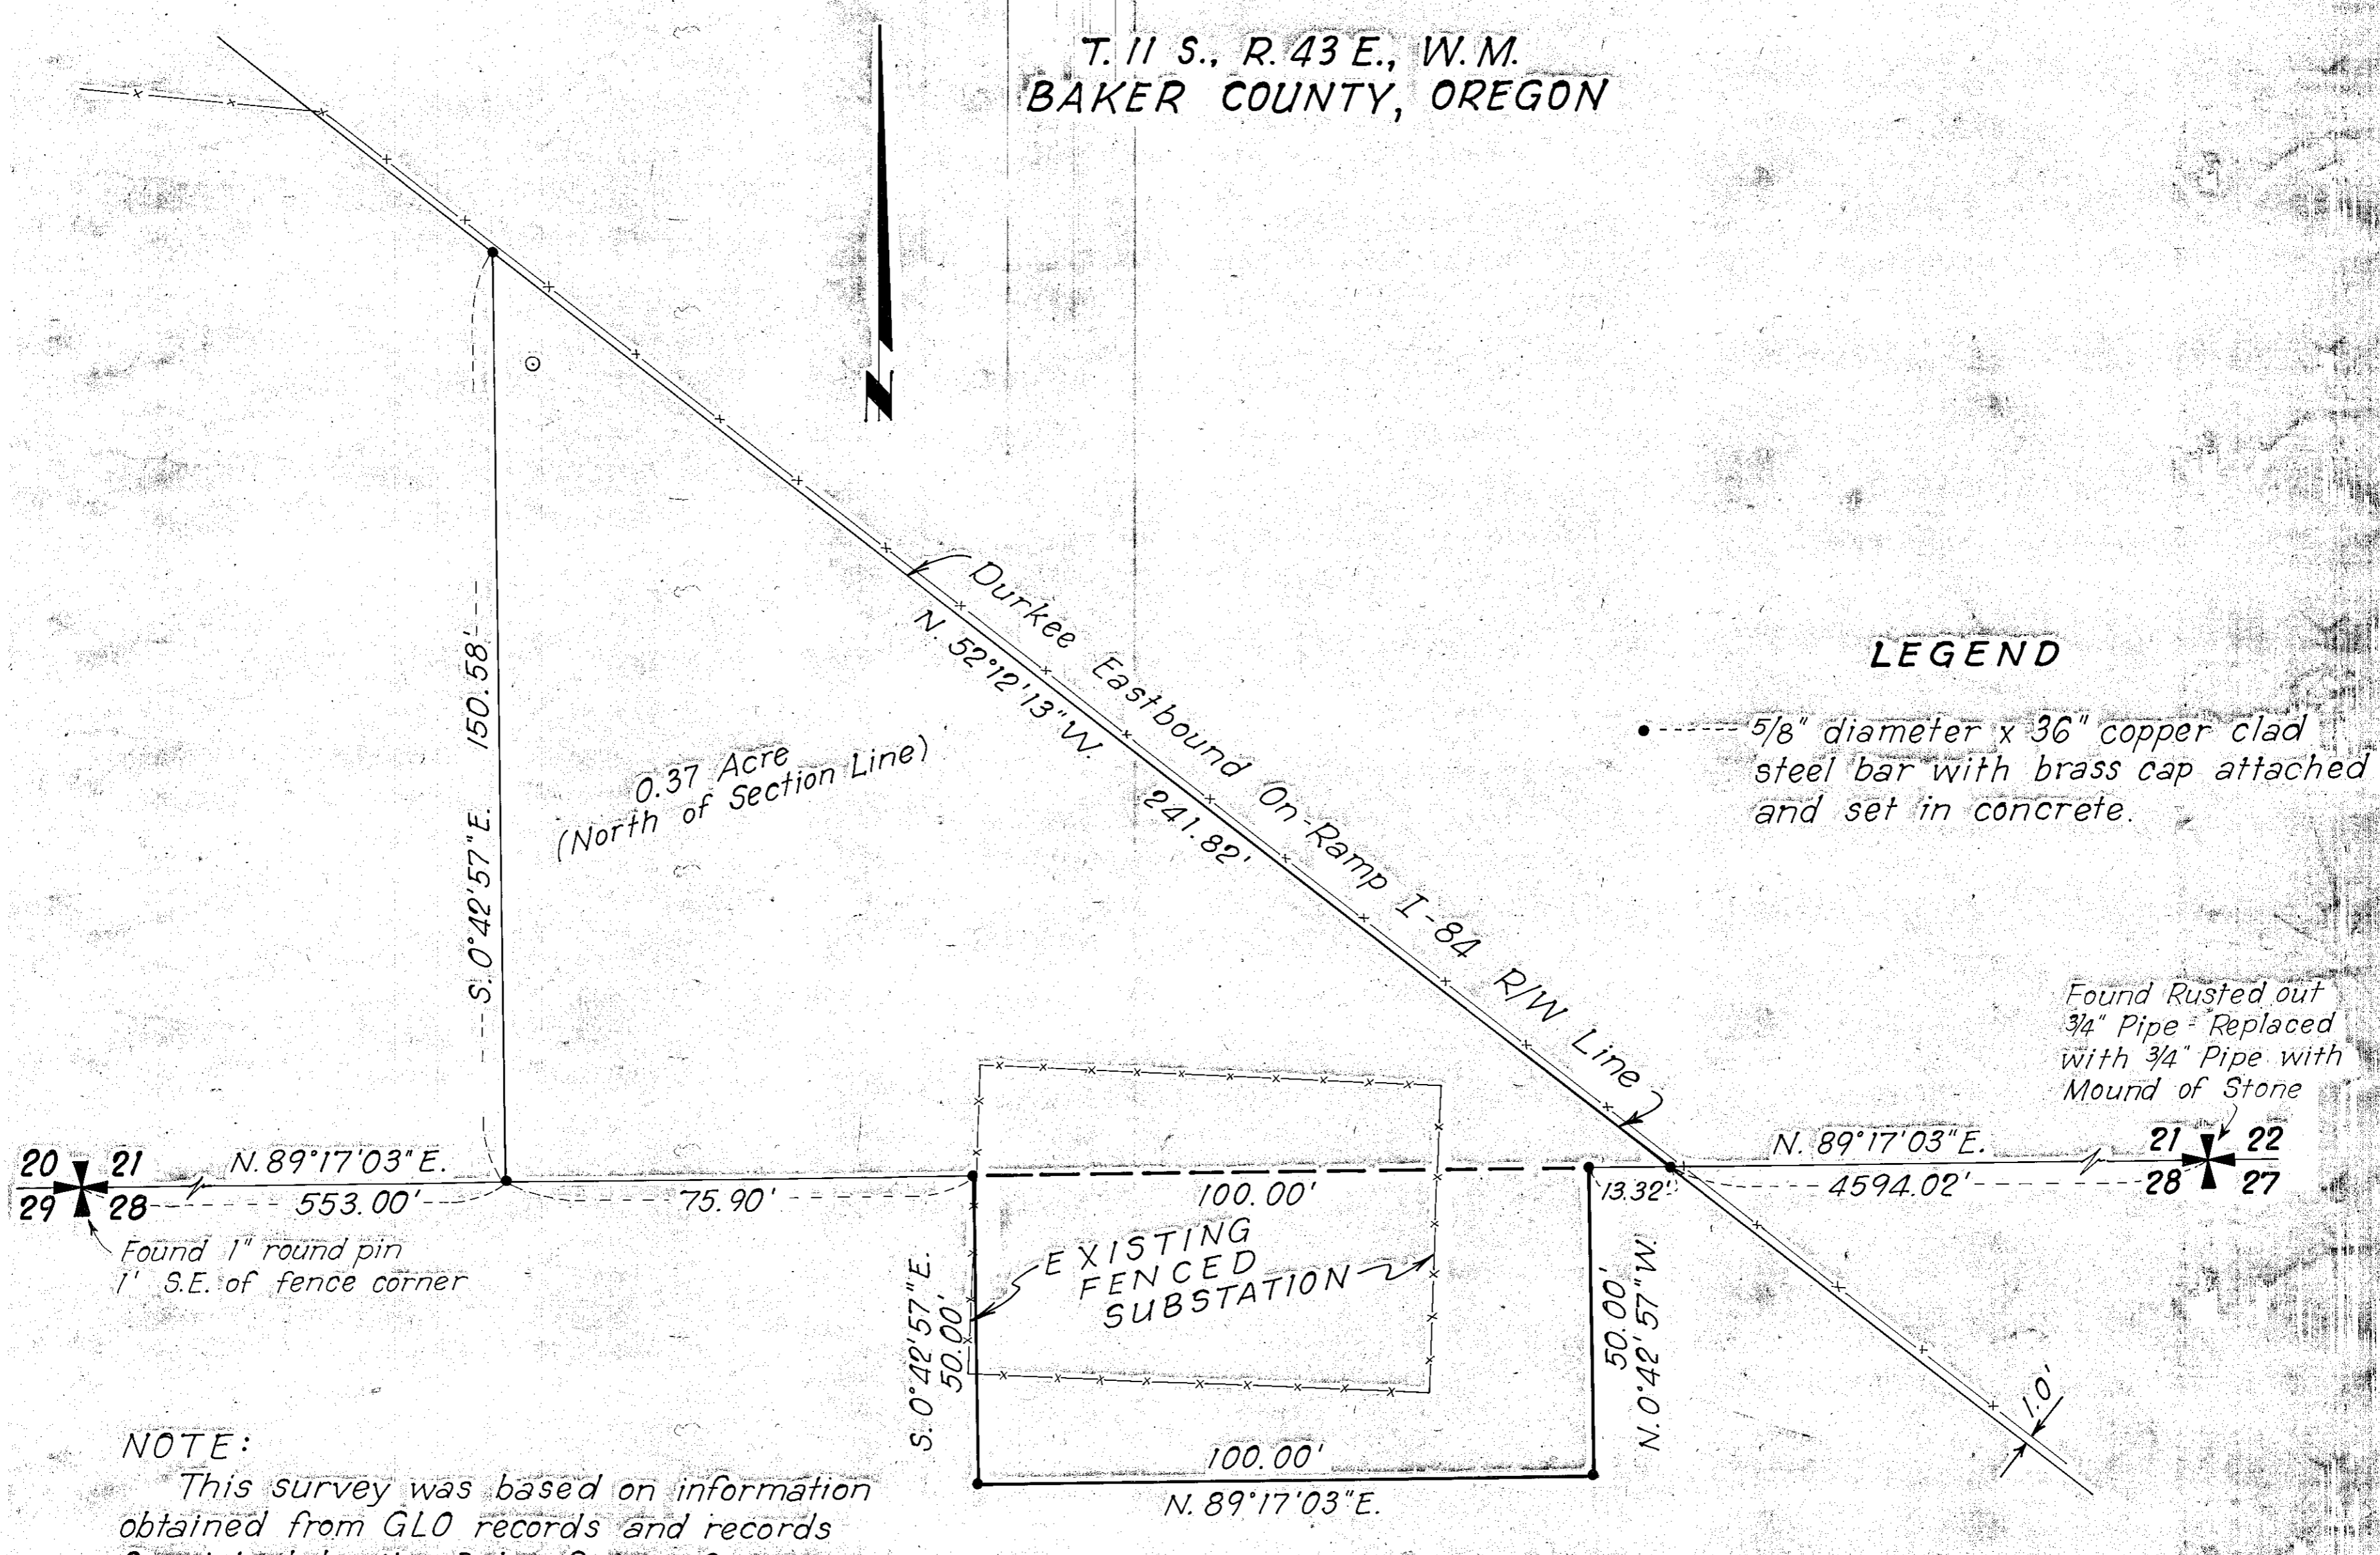 T. 11 S., R. 43 E., W.M.
BAKER COUNTY, OREGON
N
Durkee Eastbound On-Ramp I-84 R/W Line
N. 52°12'13"W.
241.82'
S. 0°42'57"E. 150.58'
0.37 Acre
(North of Section Line)
LEGEND
5/8" diameter x 36" copper clad
steel bar with brass cap attached
and set in concrete.
Found Rusted out
3/4" Pipe - Replaced
with 3/4" Pipe with
Mound of Stone
20 21
29 28
N. 89°17'03"E.
553.00'
75.90'
100.00'
13.32'
N. 89°17'03"E.
4594.02'
21 22
28 27
Found 1" round pin
1' S.E. of fence corner
EXISTING
FENCED
SUBSTATION
S. 0°42'57"E.
50.00'
50.00'
N. 0°42'57"W.
1.0'
100.00'
N. 89°17'03"E.
NOTE:
This survey was based on information
obtained from GLO records and records